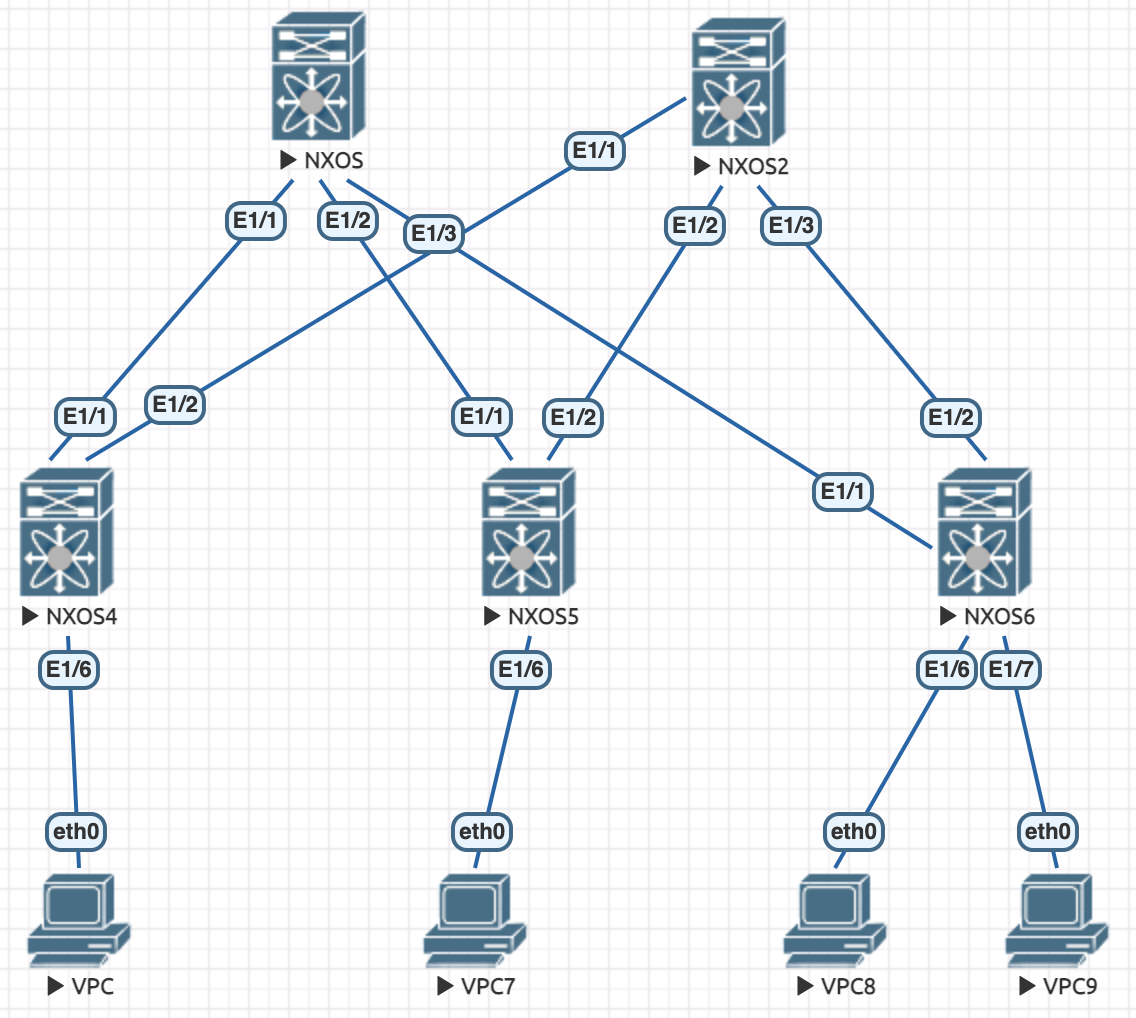 NXOS
NXOS2
E1/1
E1/1
E1/2
E1/3
E1/2
E1/3
E1/1
E1/2
E1/1
E1/2
E1/2
E1/1
NXOS4
NXOS5
NXOS6
E1/6
E1/6
E1/6
E1/7
eth0
eth0
eth0
eth0
VPC
VPC7
VPC8
VPC9